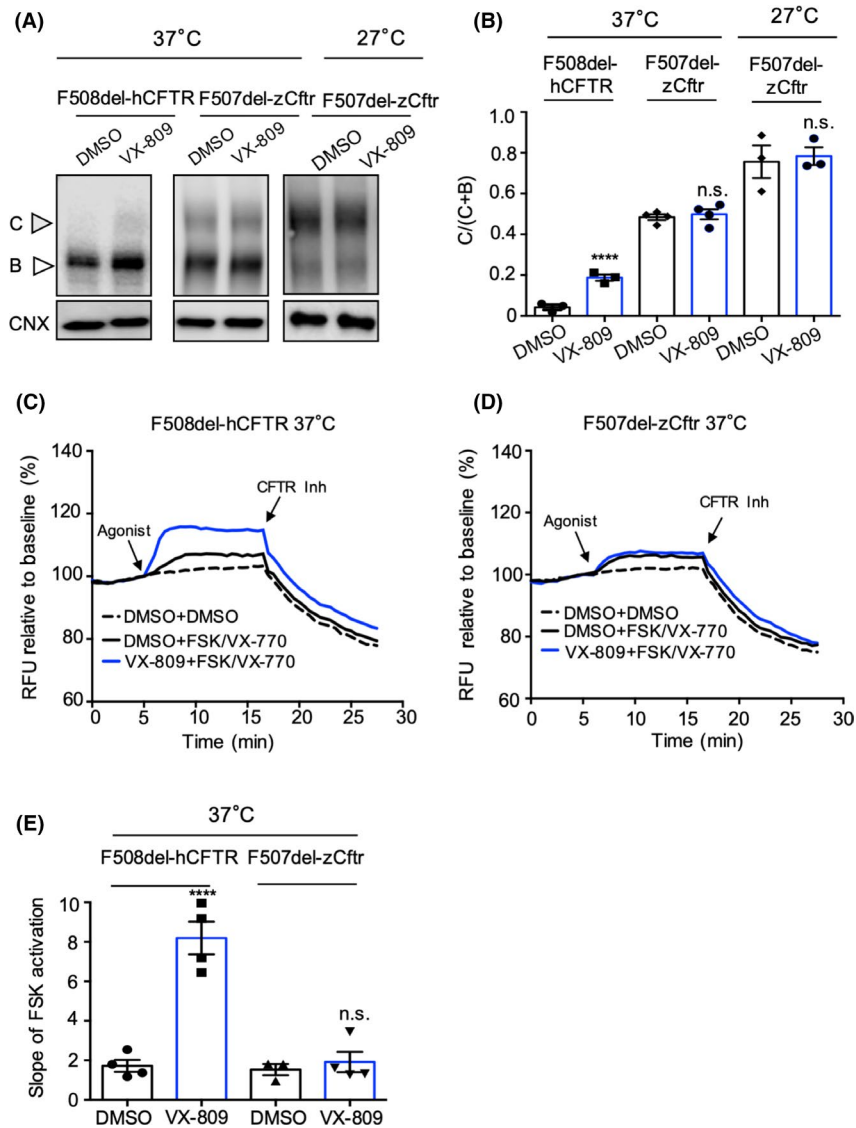 (A)
37°C
27°C
F508del-hCFTR F507del-zCftr F507del-zCftr
DMSO VX-809 DMSO VX-809 DMSO VX-809
C
B
CNX
(B)
37°C
27°C
F508del-
hCFTR
F507del-
zCftr
F507del-
zCftr
C/(C+B)
1.0
0.8
0.6
0.4
0.2
0
****
n.s.
n.s.
DMSO VX-809 DMSO VX-809 DMSO VX-809
(C)
F508del-hCFTR 37°C
RFU relative to baseline (%)
140
120
100
80
60
Agonist
CFTR Inh
DMSO+DMSO
DMSO+FSK/VX-770
VX-809+FSK/VX-770
0 5 10 15 20 25 30
Time (min)
(D)
F507del-zCftr 37°C
RFU relative to baseline (%)
140
120
100
80
60
Agonist
CFTR Inh
DMSO+DMSO
DMSO+FSK/VX-770
VX-809+FSK/VX-770
0 5 10 15 20 25 30
Time (min)
(E)
37°C
F508del-hCFTR F507del-zCftr
Slope of FSK activation
10
8
6
4
2
0
****
n.s.
DMSO VX-809 DMSO VX-809